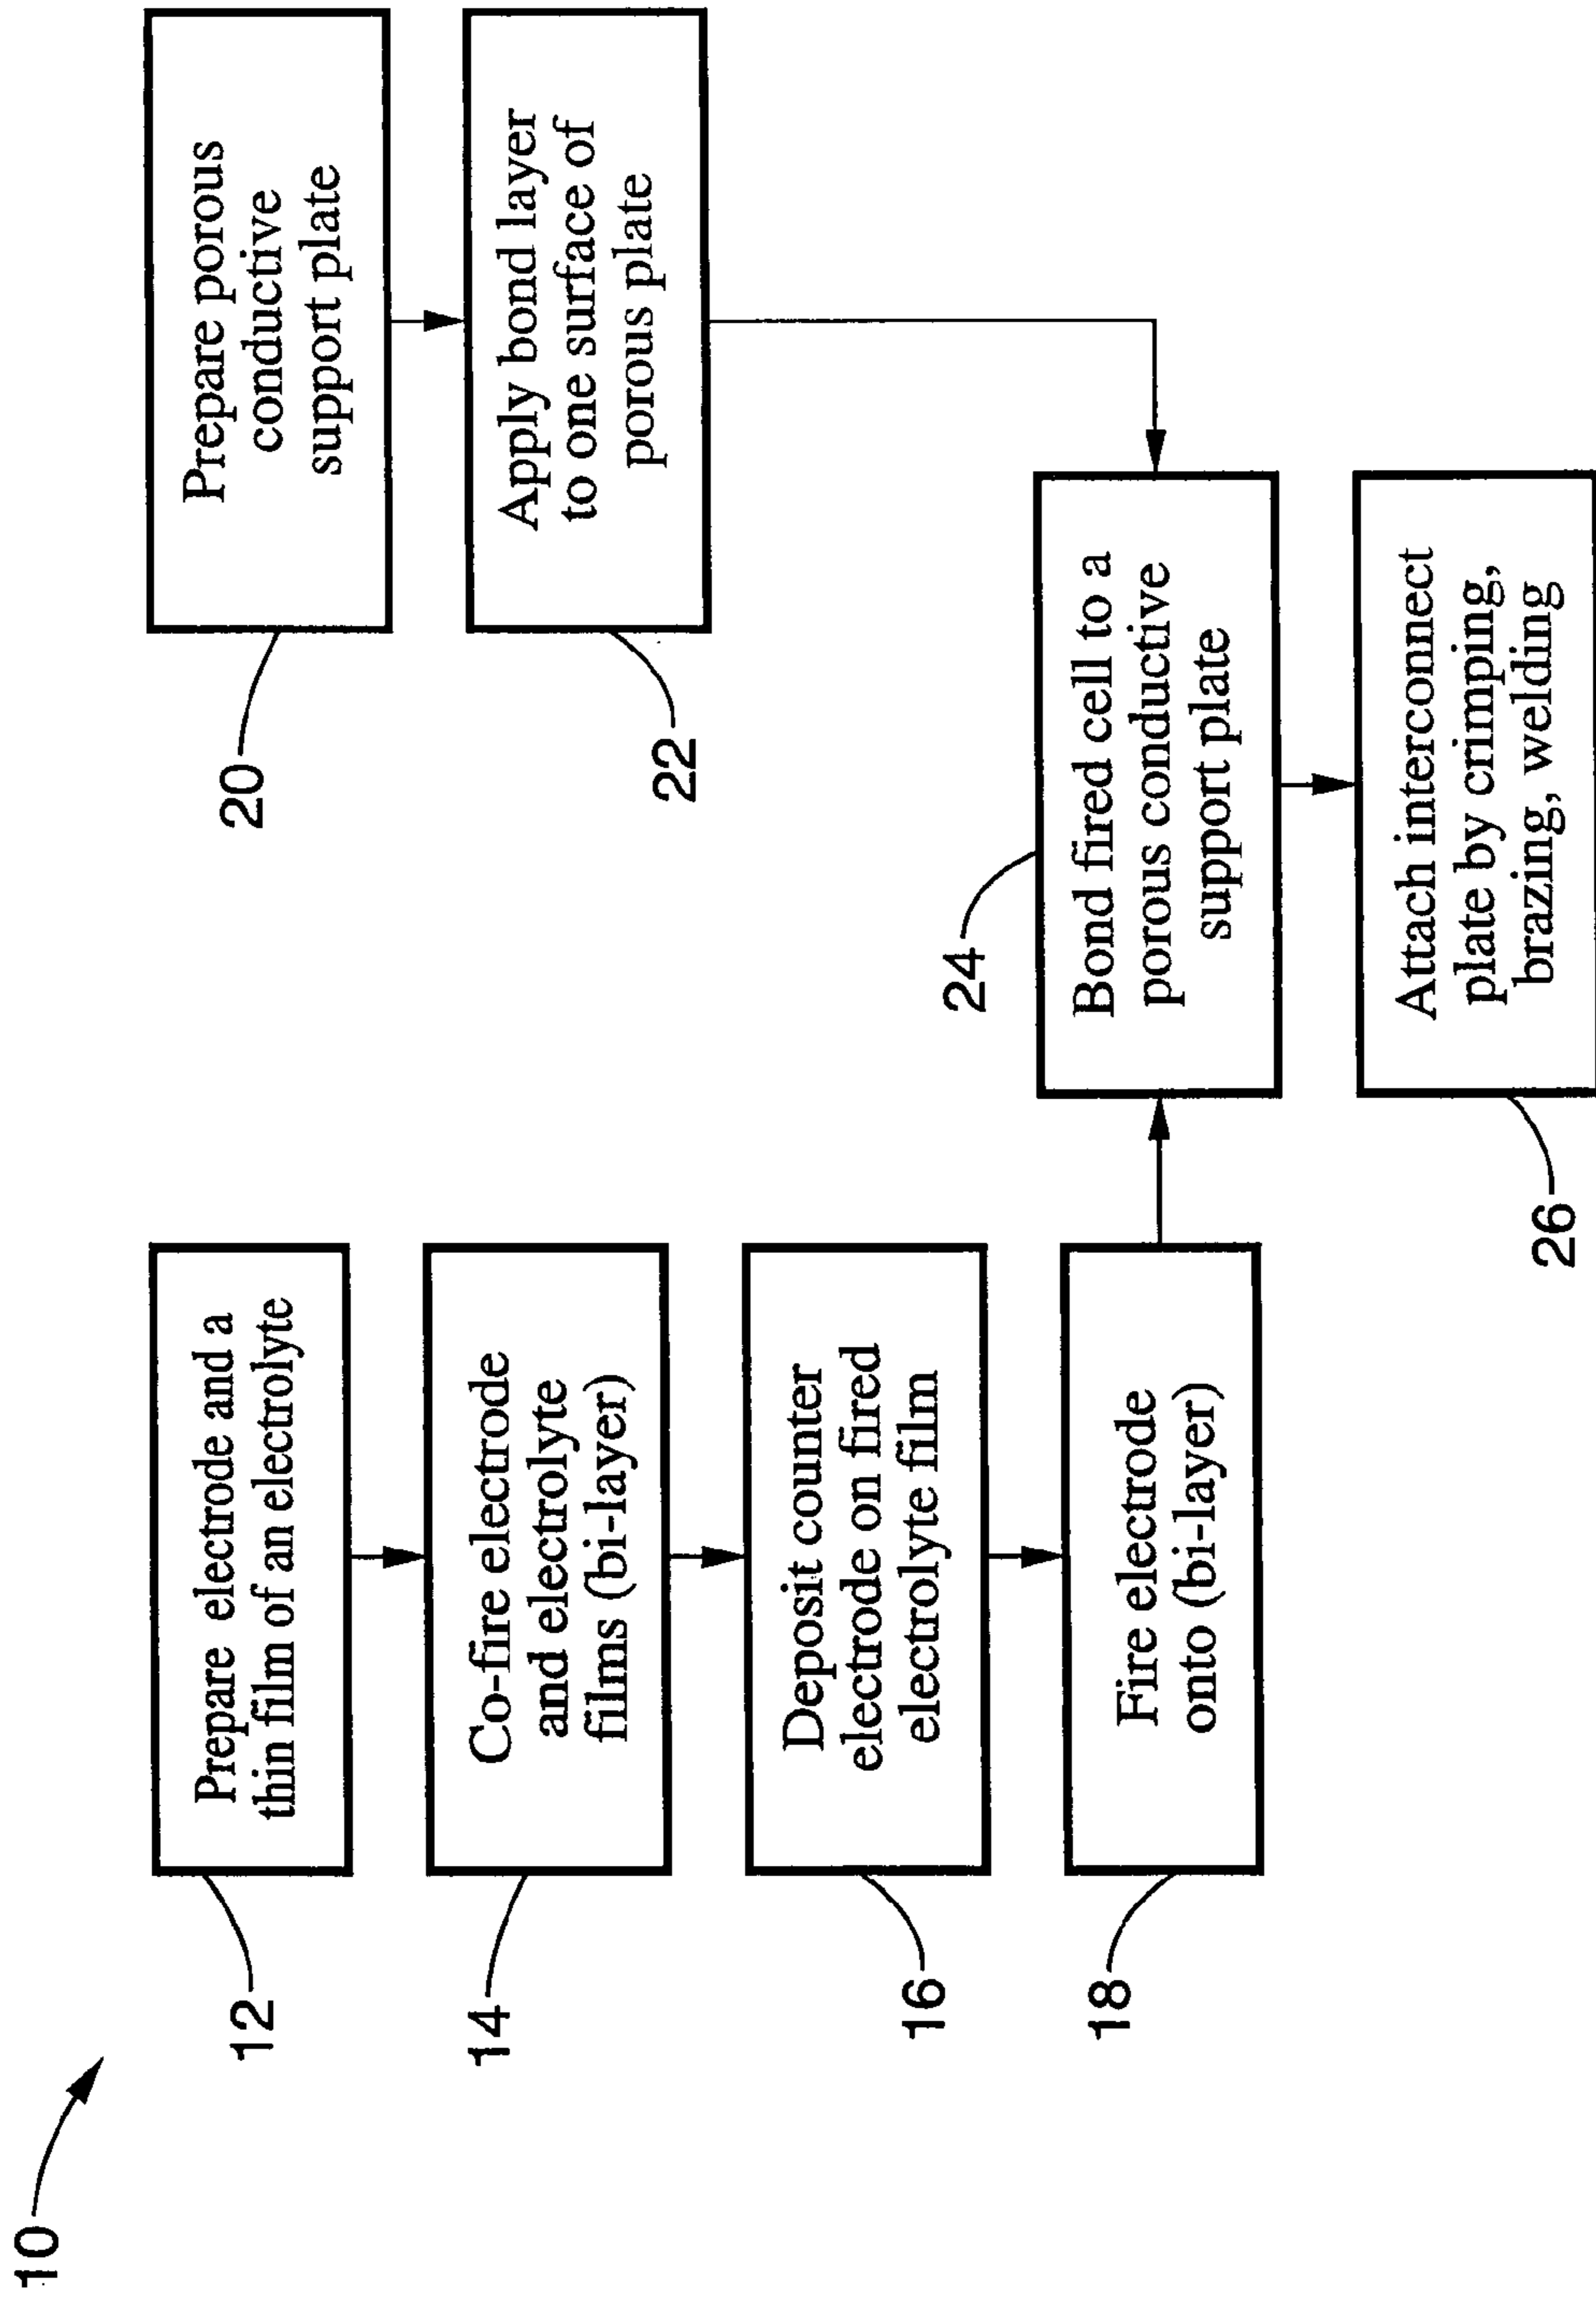 10
12
Prepare electrode and a
thin film of an electrolyte
14
Co-fire electrode
and electrolyte
films (bi-layer)
16
Deposit counter
electrode on fired
electrolyte film
18
Fire electrode
onto (bi-layer)
20
Prepare porous
conductive
support plate
22
Apply bond layer
to one surface of
porous plate
24
Bond fired cell to a
porous conductive
support plate
26
Attach interconnect
plate by crimping,
brazing, welding